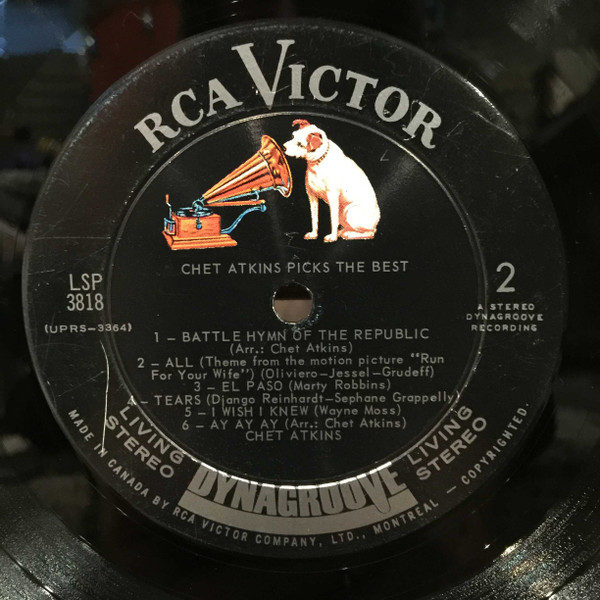 RCA VICTOR
CHET ATKINS PICKS THE BEST
LSP
3818
(UPRS-3364)
2
A STEREO
DYNAGROOVE
RECORDING
1 – BATTLE HYMN OF THE REPUBLIC
(Arr.: Chet Atkins)
2 – ALL (Theme from the motion picture "Run
For Your Wife") (Oliviero–Jessel–Grudeff)
3 – EL PASO (Marty Robbins)
4 – TEARS (Django Reinhardt–Sephane Grappelly)
5 – I WISH I KNEW (Wayne Moss)
6 – AY AY AY (Arr.: Chet Atkins)
CHET ATKINS
LIVING
STEREO
DYNAGROOVE
LIVING
STEREO
MADE IN CANADA BY RCA VICTOR COMPANY, LTD., MONTREAL – COPYRIGHTED.